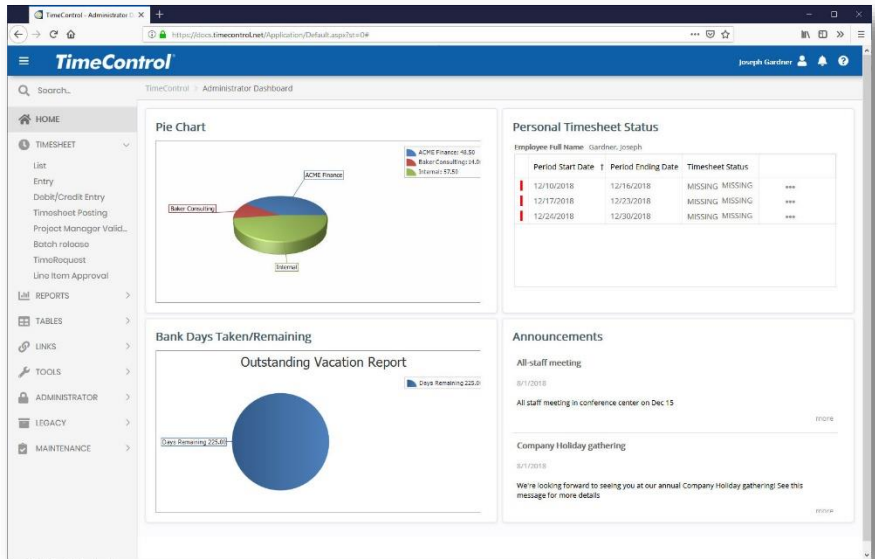 TimeControl - Administrator D
https://docs.timecontrol.net/Application/Default.aspx?st=0#
TimeControl
Joseph Gardner
Search...
TimeControl > Administrator Dashboard
HOME
TIMESHEET
List
Entry
Debit/Credit Entry
Timesheet Posting
Project Manager Valid...
Batch release
TimeRequest
Line Item Approval
REPORTS
TABLES
LINKS
TOOLS
ADMINISTRATOR
LEGACY
MAINTENANCE
Pie Chart
ACME Finance: 48.50
Baker Consulting: 14.0
Internal: 57.50
ACME Finance
Baker Consulting
Internal
Personal Timesheet Status
Employee Full Name Gardner, Joseph
Period Start Date ↑ Period Ending Date Timesheet Status
12/10/2018 12/16/2018 MISSING MISSING •••
12/17/2018 12/23/2018 MISSING MISSING •••
12/24/2018 12/30/2018 MISSING MISSING •••
Bank Days Taken/Remaining
Outstanding Vacation Report
Days Remaining 225.0
Days Remaining 225.00
Announcements
All-staff meeting
8/1/2018
All staff meeting in conference center on Dec 15
more
Company Holiday gathering
8/1/2018
We're looking forward to seeing you at our annual Company Holiday gathering! See this
message for more details
more